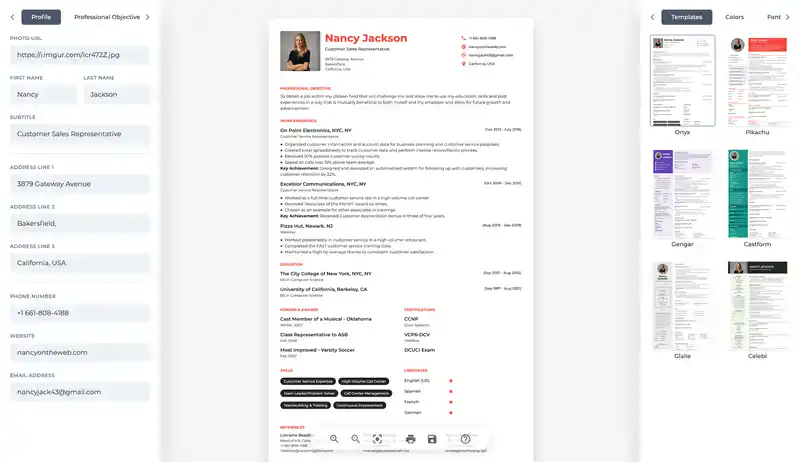 Profile
Professional Objective
PHOTO URL
https://i.imgur.com/Icr472Z.jpg
FIRST NAME
LAST NAME
Nancy
Jackson
SUBTITLE
Customer Sales Representative
ADDRESS LINE 1
3879 Gateway Avenue
ADDRESS LINE 2
Bakersfield,
ADDRESS LINE 3
California, USA
PHONE NUMBER
+1 661-808-4188
WEBSITE
nancyontheweb.com
EMAIL ADDRESS
nancyjack43@gmail.com
Nancy Jackson
Customer Sales Representative
3879 Gateway Avenue
Bakersfield,
California, USA
+1 661-808-4188
nancyontheweb.com
nancyjack43@gmail.com
California, USA
PROFESSIONAL OBJECTIVE
To obtain a job within my chosen field that will challenge me and allow me to use my education, skills and past
experiences in a way that is mutually beneficial to both myself and my employer and allow for future growth and
advancement.
WORK EXPERIENCE
On Point Electronics, NYC, NY
(Jan 2013 - July 2018)
Customer Service Representative
Organized customer information and account data for business planning and customer service purposes.
Created excel spreadsheets to track customer data and perform intense reconciliation process.
Received 97% positive customer survey results.
Speed on calls was 10% above team average.
Key Achievement: Designed and executed an automatized system for following up with customers, increasing
customer retention by 22%.
Excelsior Communications, NYC, NY
(Oct 2009 - Dec 2012)
Customer Service Representative
Worked as a full time customer service rep in a high volume call center.
Received "Associate of the Month" award six times.
Chosen as an example for other associates in trainings.
Key Achievement: Received Customer Appreciation bonus in three of four years.
Pizza Hut, Newark, NJ
Waitress
Worked passionately in customer service in a high volume restaurant.
Completed the FAST customer service training class.
Maintained a high tip average thanks to consistent customer satisfaction.
EDUCATION
The City College of New York, NYC, NY
(Sep 2001 - Aug 2002)
BS in Computer Science
University of California, Berkeley, CA
(Sep 1997 - Aug 2001)
BS in Computer Science
HONORS & AWARDS
CERTIFICATIONS
Cast Member of a Musical - Oklahoma
Winter, 2007
CCNP
Cisco Systems
Class Representative to ASB
Fall, 2008
VCP6-DCV
VMWare
Most Improved - Varsity Soccer
Fall, 2007
DCUCI Exam
SKILLS
LANGUAGES
Customer Service Expertise
High-Volume Call Center
Team Leader/Problem Solver
Call Center Management
Teambuilding & Training
Continuous Improvement
English (US)
Spanish
French
German
REFERENCES
+1 661-808-4188
Templates
Colors
Font
Onyx
Pikachu
Gengar
Castform
Glalie
Celebi